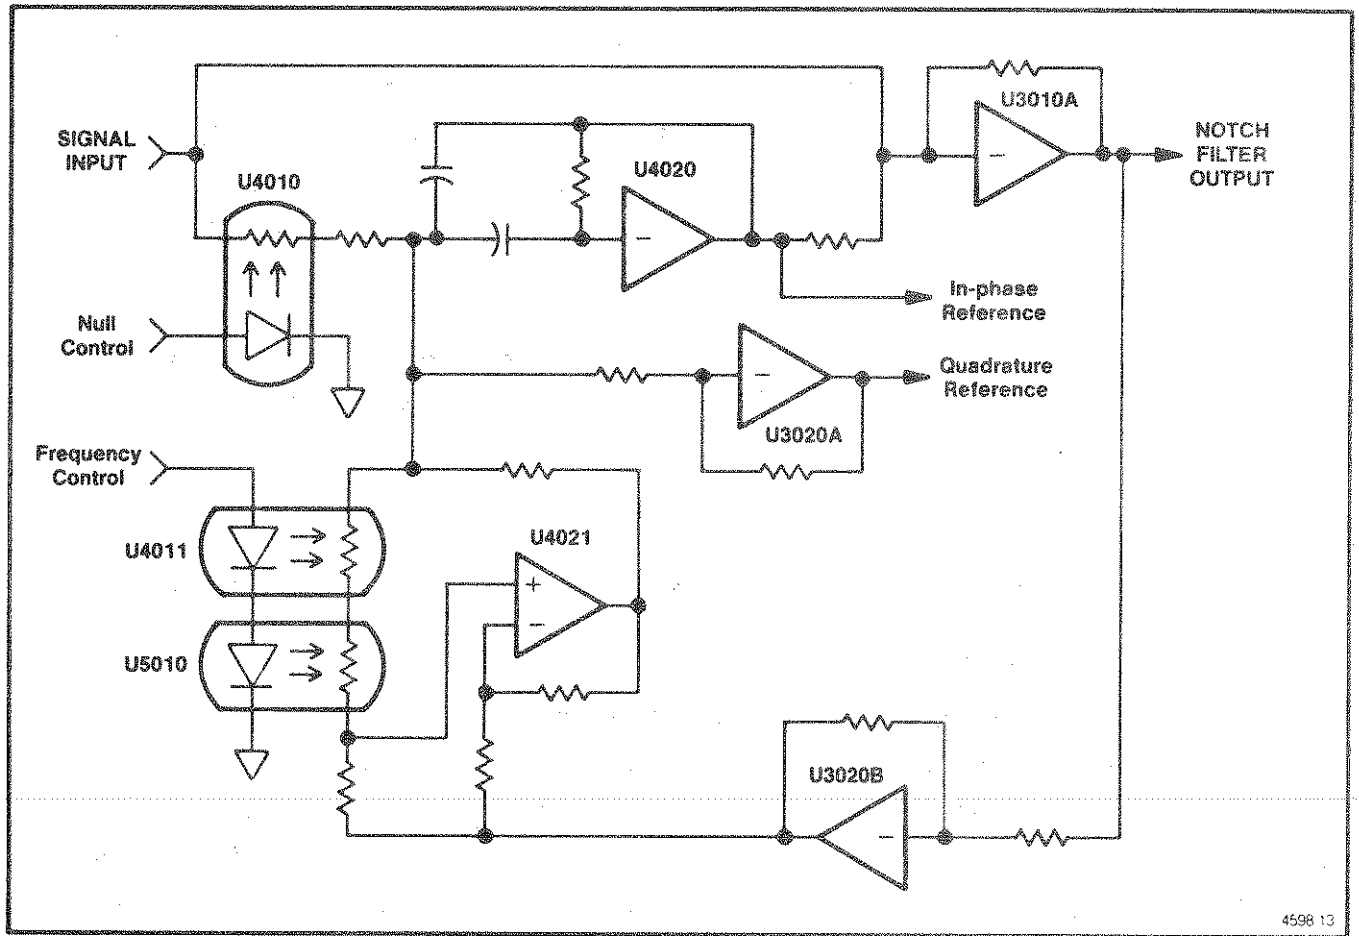 U3010A
SIGNAL
INPUT
NOTCH
FILTER
OUTPUT
U4010
U4020
−
−
In-phase
Reference
Null
Control
−
Quadrature
Reference
U3020A
Frequency
Control
U4011
U4021
+
−
U5010
U3020B
−
4598 13